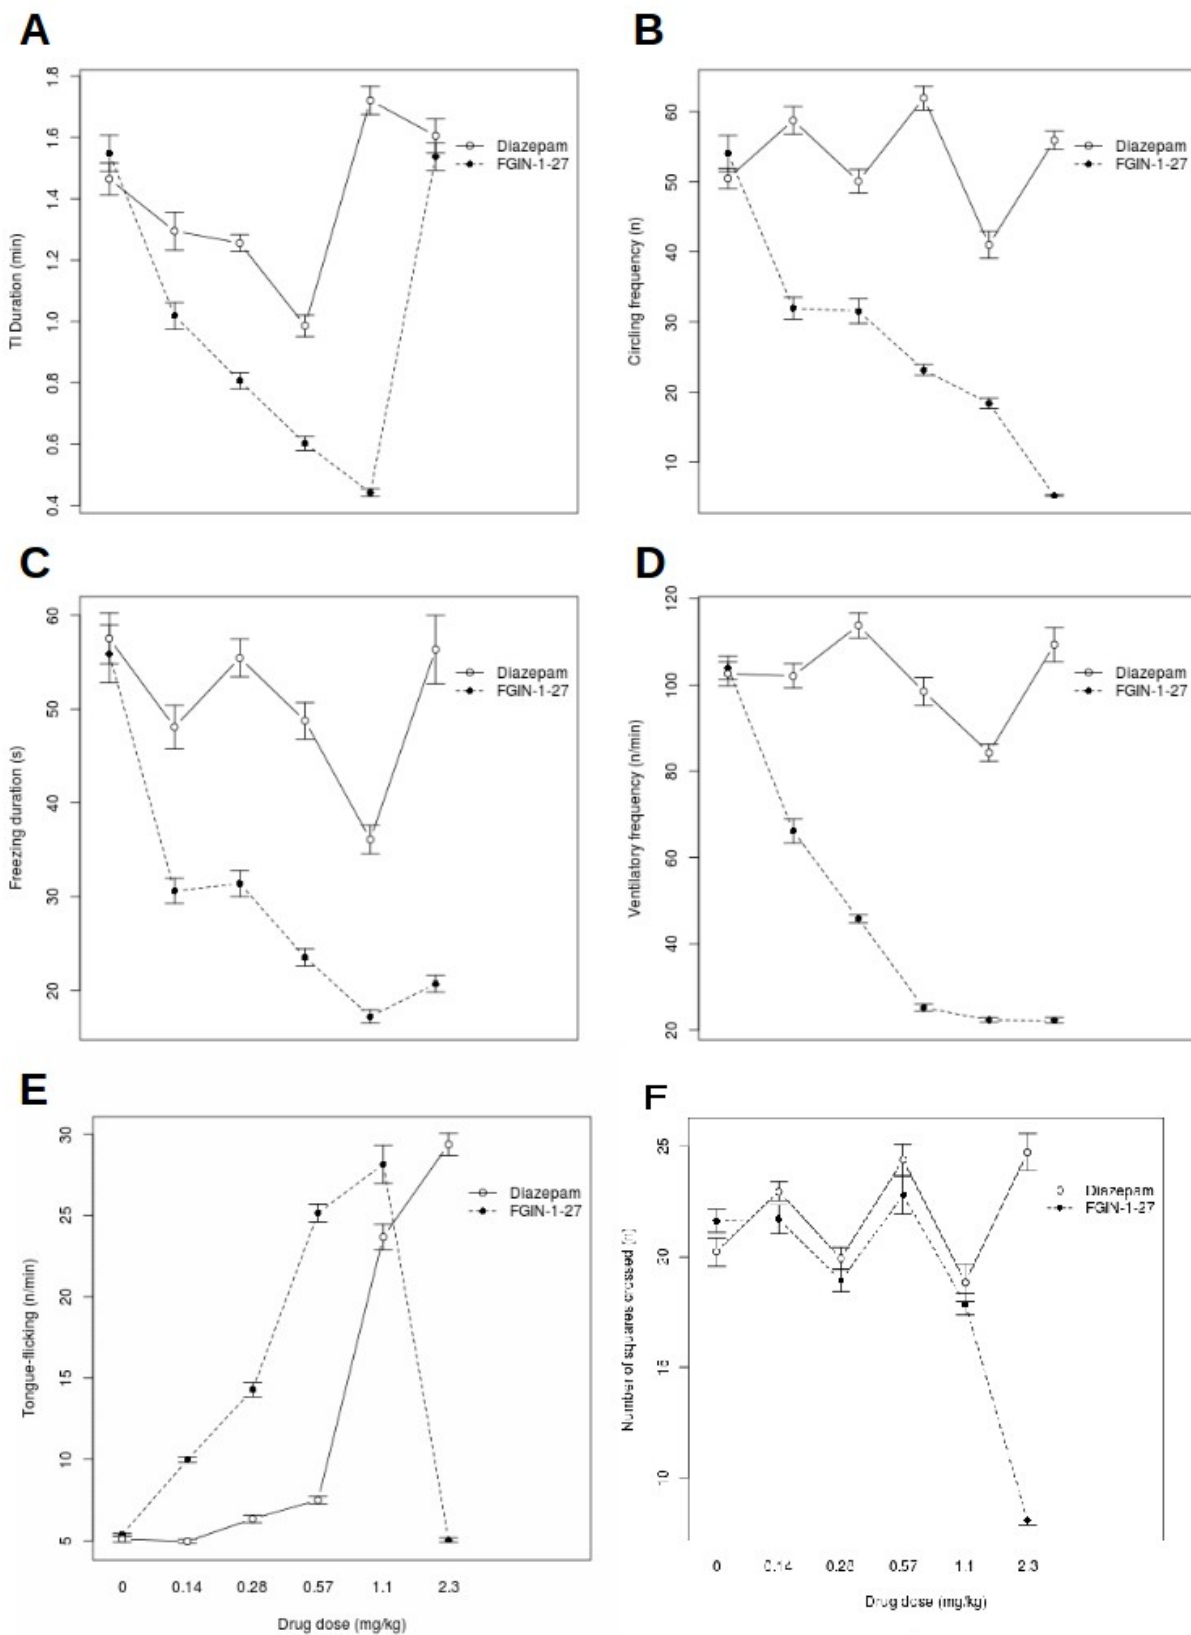 A
1.8
1.6
1.4
1.2
1.0
0.8
0.6
0.4
TI Duration (min)
Diazepam
FGIN-1-27
B
60
50
40
30
20
10
Circling frequency (n)
Diazepam
FGIN-1-27
C
60
50
40
30
20
Freezing duration (s)
Diazepam
FGIN-1-27
D
120
100
80
60
40
20
Ventilatory frequency (n/min)
Diazepam
FGIN-1-27
E
30
25
20
15
10
5
Tongue-flicking (n/min)
Diazepam
FGIN-1-27
0 0.14 0.28 0.57 1.1 2.3
Drug dose (mg/kg)
F
25
20
15
10
Number of squares crossed (n)
Diazepam
FGIN-1-27
0 0.14 0.28 0.57 1.1 2.3
Drug dose (mg/kg)